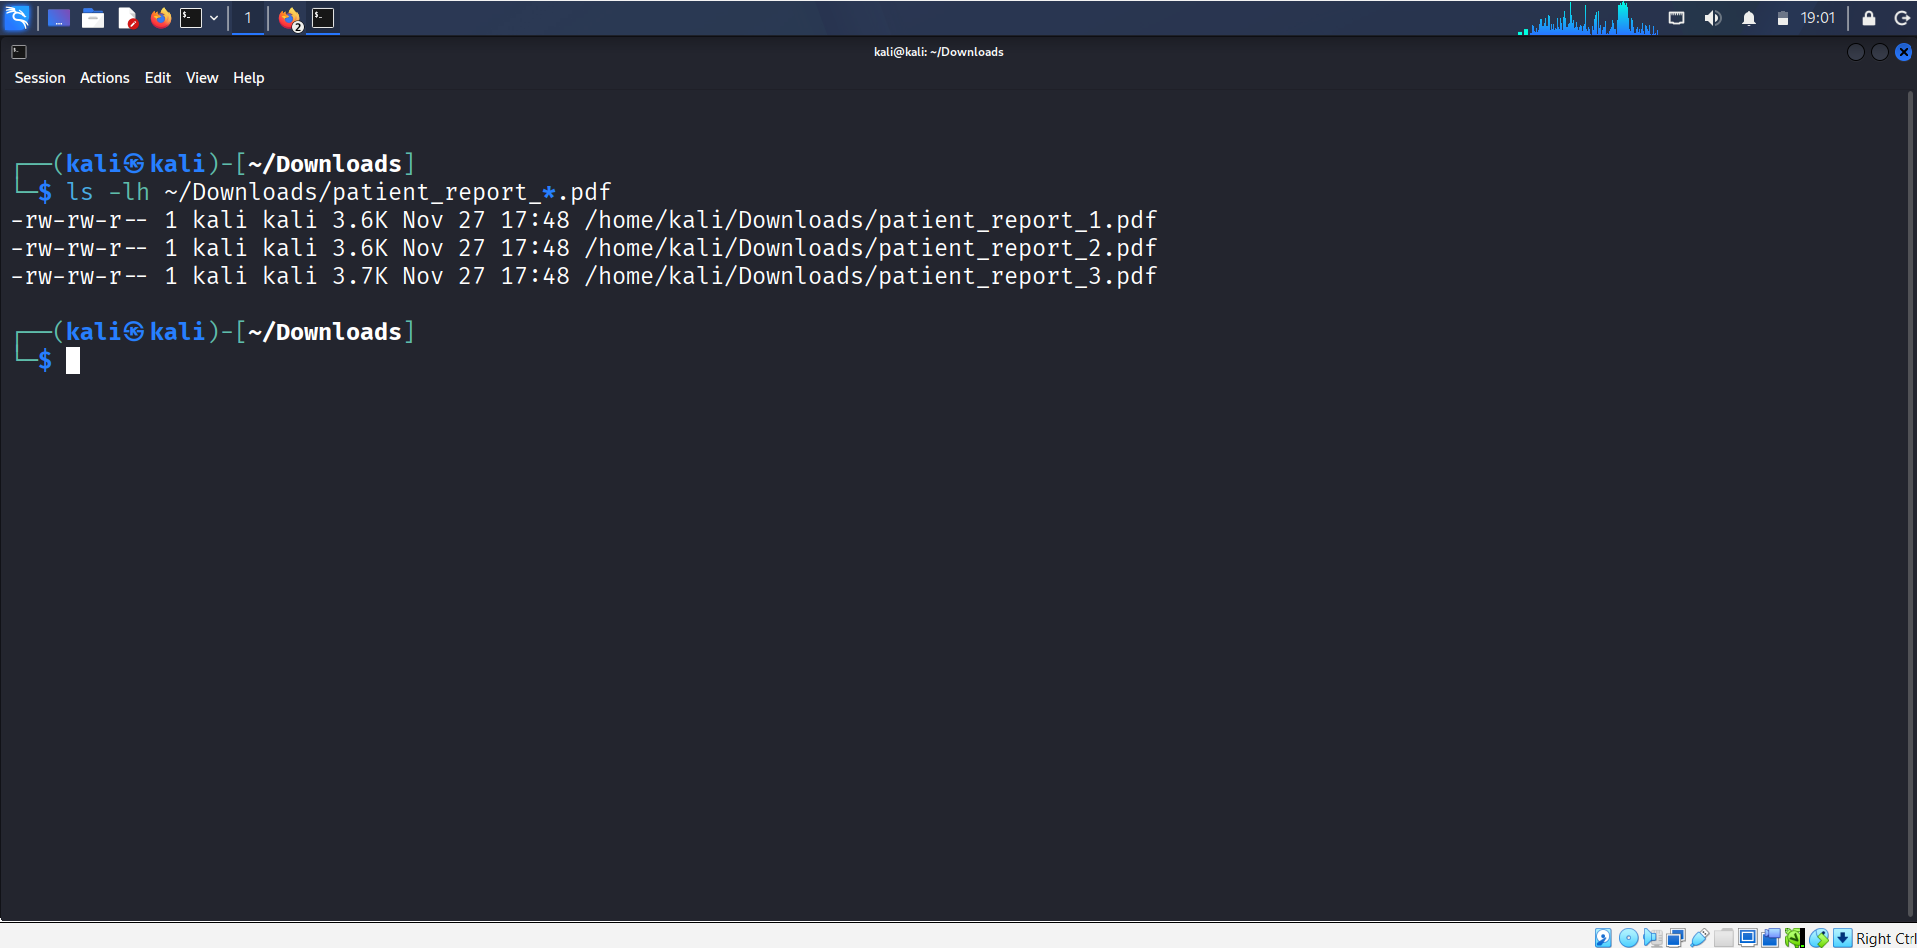 1
2
19:01
kali@kali: ~/Downloads
Session Actions Edit View Help
┌──(kali㉿kali)-[~/Downloads]
└─$ ls -lh ~/Downloads/patient_report_*.pdf
-rw-rw-r-- 1 kali kali 3.6K Nov 27 17:48 /home/kali/Downloads/patient_report_1.pdf
-rw-rw-r-- 1 kali kali 3.6K Nov 27 17:48 /home/kali/Downloads/patient_report_2.pdf
-rw-rw-r-- 1 kali kali 3.7K Nov 27 17:48 /home/kali/Downloads/patient_report_3.pdf
┌──(kali㉿kali)-[~/Downloads]
└─$
Right Ctrl